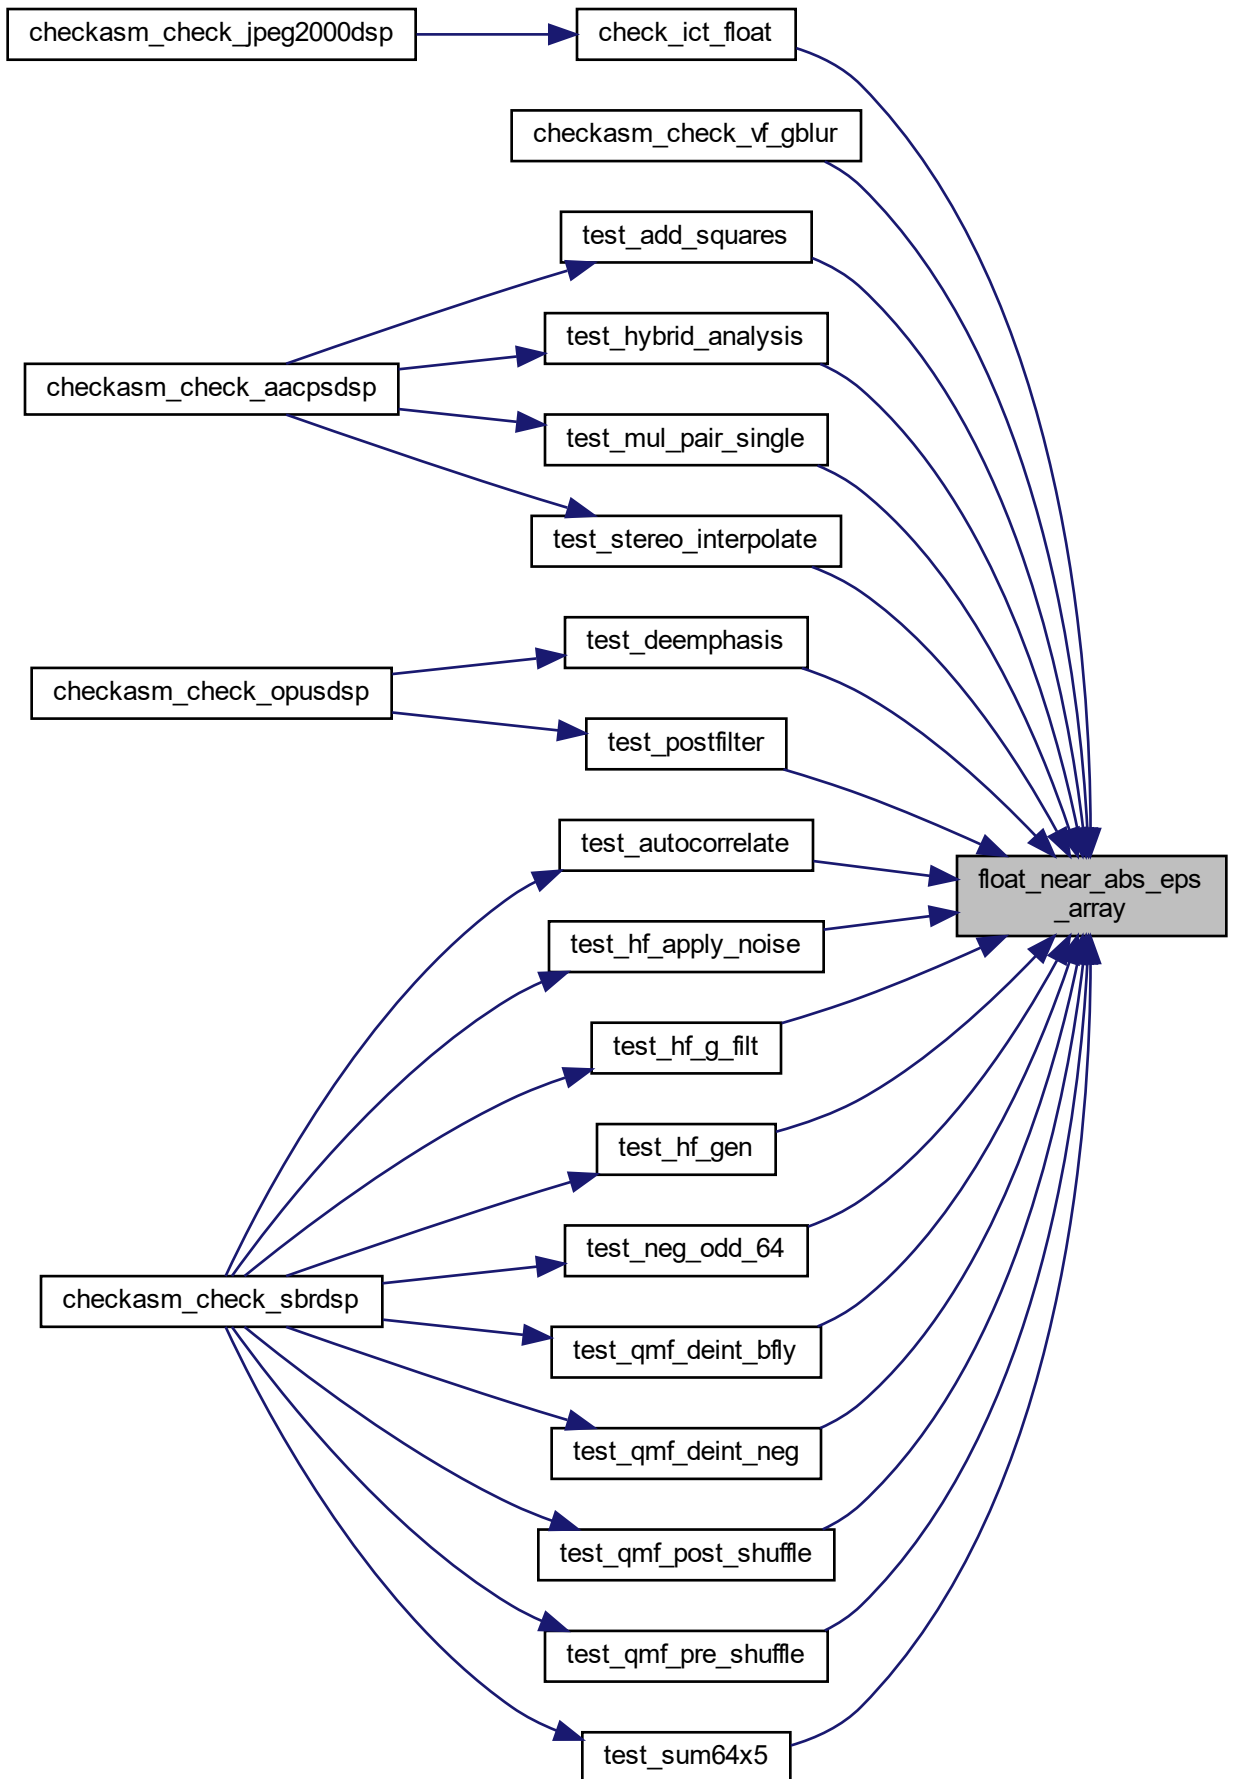 checkasm_check_jpeg2000dsp
check_ict_float
checkasm_check_vf_gblur
test_add_squares
test_hybrid_analysis
checkasm_check_aacpsdsp
test_mul_pair_single
test_stereo_interpolate
test_deemphasis
checkasm_check_opusdsp
test_postfilter
test_autocorrelate
float_near_abs_eps
_array
test_hf_apply_noise
test_hf_g_filt
test_hf_gen
test_neg_odd_64
checkasm_check_sbrdsp
test_qmf_deint_bfly
test_qmf_deint_neg
test_qmf_post_shuffle
test_qmf_pre_shuffle
test_sum64x5